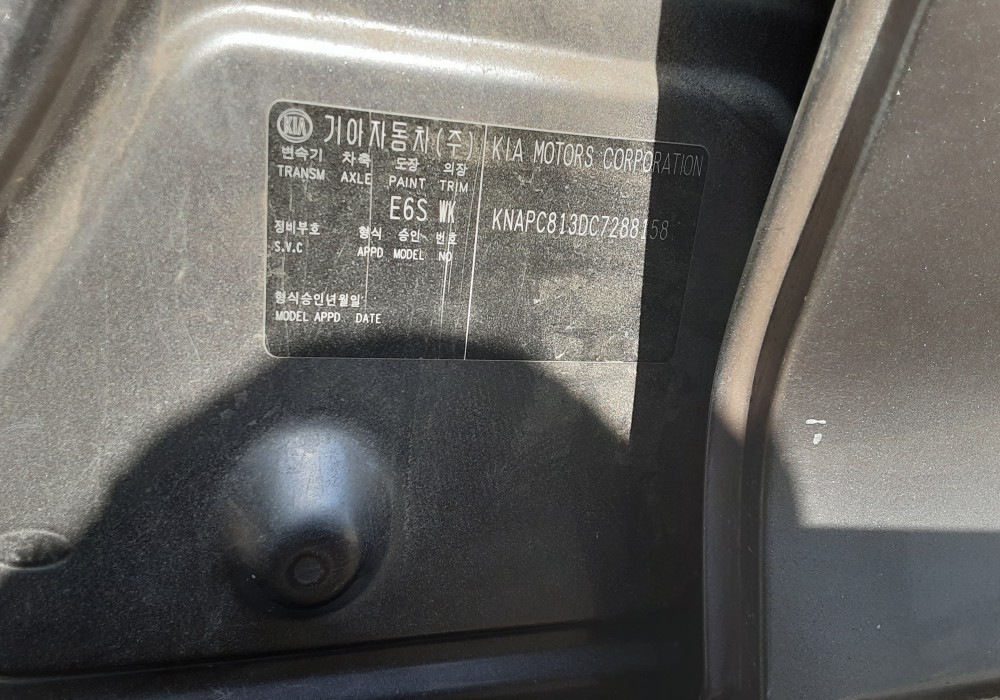 KIA 기아자동차(주) KIA MOTORS CORPORATION
변속기 차축 도장 의장
TRANSM AXLE PAINT TRIM
E6S WK KNAPC813DC7288158
정비부호 형식 승인 번호
S.V.C APPD MODEL NO
형식승인년월일
MODEL APPD DATE